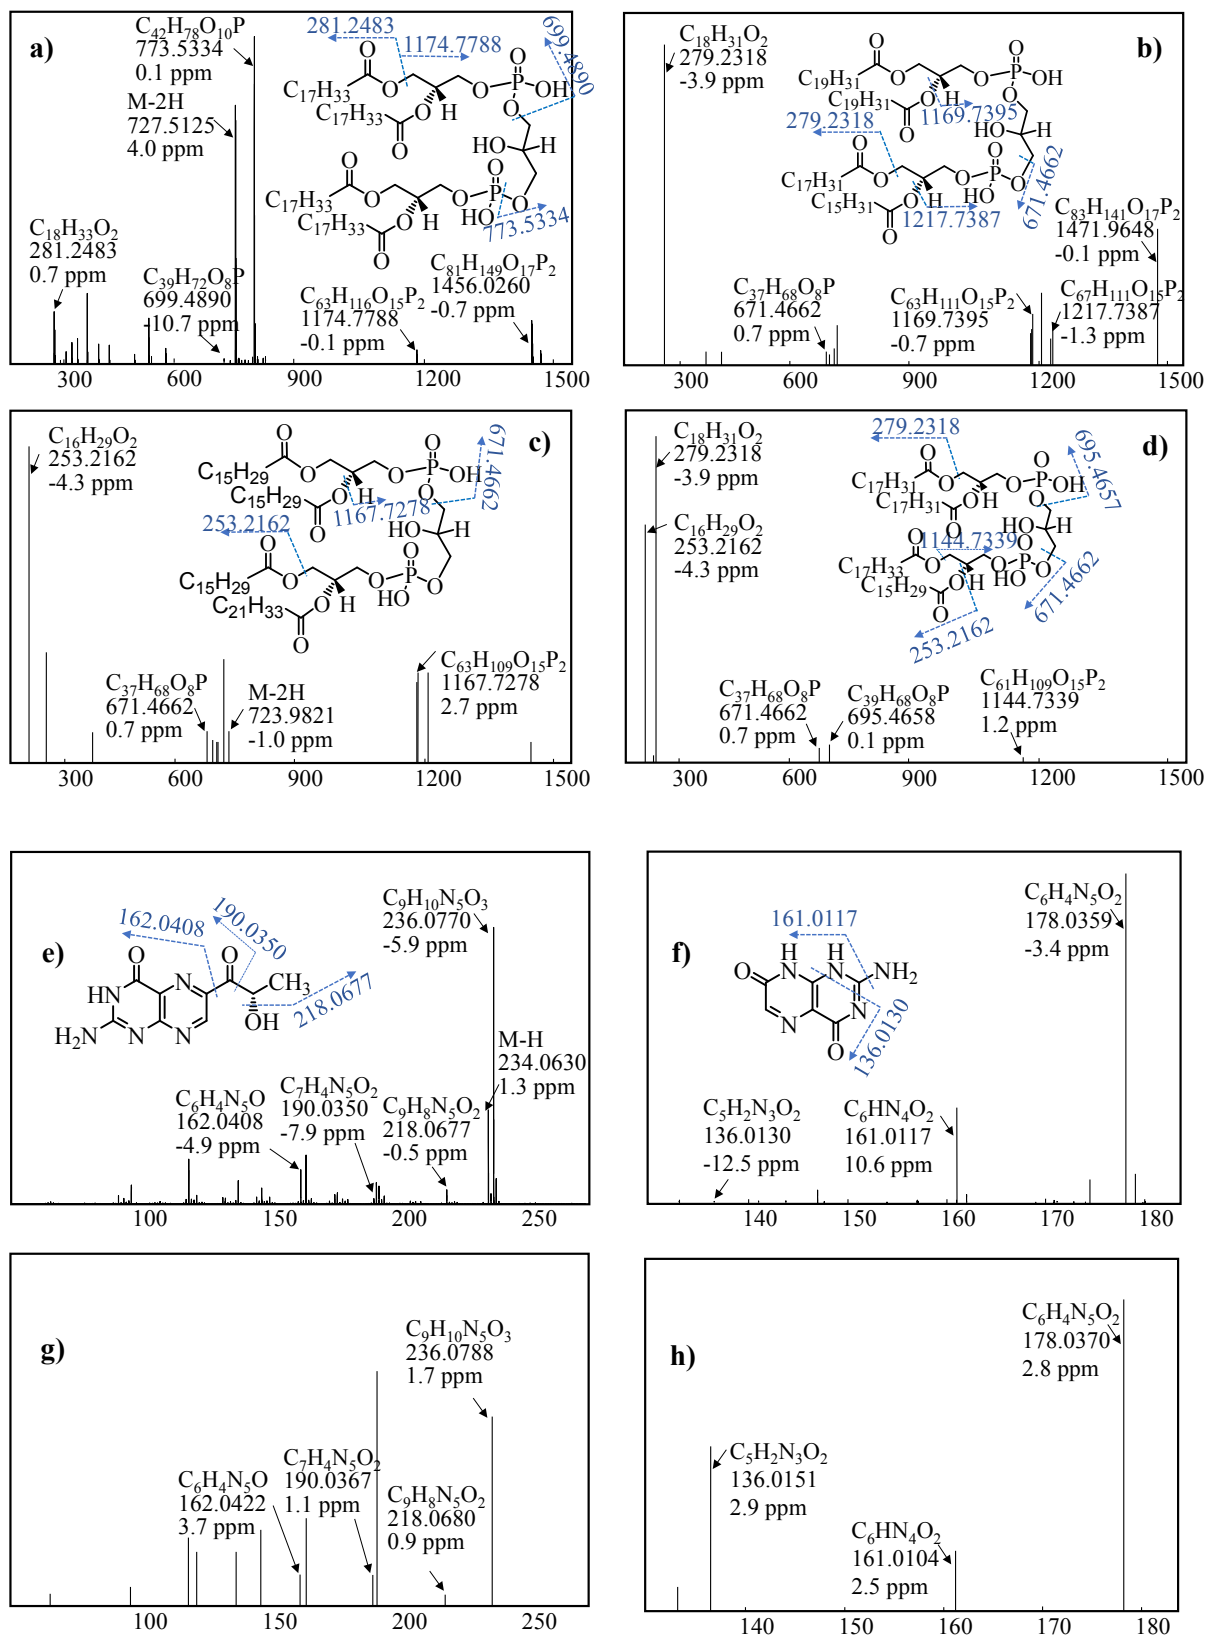 a)
C42H78O10P
773.5334
0.1 ppm
M-2H
727.5125
4.0 ppm
C18H33O2
281.2483
0.7 ppm
C39H72O8P
699.4890
-10.7 ppm
C63H116O15P2
1174.7788
-0.1 ppm
C81H149O17P2
1456.0260
-0.7 ppm
281.2483
1174.7788
699.4890
773.5334
O
C17H33 O
C17H33 O
O
H
O P OH
O
O
HO H
O
C17H33 O
C17H33 O
O
H
O P O
O
HO
300 600 900 1200 1500
b)
C18H31O2
279.2318
-3.9 ppm
C37H68O8P
671.4662
0.7 ppm
C63H111O15P2
1169.7395
-0.7 ppm
C83H141O17P2
1471.9648
-0.1 ppm
C67H111O15P2
1217.7387
-1.3 ppm
1169.7395
279.2318
1217.7387
671.4662
O
C19H31 O
C19H31 O
O
H
O P OH
O
O
HO H
O
C17H31 O
C15H31 O
O
H
O P O
O
HO
300 600 900 1200 1500
c)
C16H29O2
253.2162
-4.3 ppm
C37H68O8P
671.4662
0.7 ppm
M-2H
723.9821
-1.0 ppm
C63H109O15P2
1167.7278
2.7 ppm
671.4662
1167.7278
253.2162
O
C15H29 O
C15H29 O
O
H
O P OH
O
O
HO H
O
C15H29 O
C21H33 O
O
H
O P O
O
HO
300 600 900 1200 1500
d)
C18H31O2
279.2318
-3.9 ppm
C16H29O2
253.2162
-4.3 ppm
C37H68O8P
671.4662
0.7 ppm
C39H68O8P
695.4658
0.1 ppm
C61H109O15P2
1144.7339
1.2 ppm
279.2318
695.4657
1144.7339
671.4662
253.2162
O
C17H31 O
C17H31 O
O
H
O P OH
O
O
HO H
O
C17H33 O
C15H29 O
O
H
O P O
O
HO
300 600 900 1200 1500
e)
C9H10N5O3
236.0770
-5.9 ppm
M-H
234.0630
1.3 ppm
C6H4N5O
162.0408
-4.9 ppm
C7H4N5O2
190.0350
-7.9 ppm
C9H8N5O2
218.0677
-0.5 ppm
162.0408
190.0350
218.0677
O O
HN N CH3
H2N N N OH
100 150 200 250
f)
C6H4N5O2
178.0359
-3.4 ppm
C5H2N3O2
136.0130
-12.5 ppm
C6HN4O2
161.0117
10.6 ppm
161.0117
136.0130
H H
O N N NH2
N N
O
140 150 160 170 180
g)
C9H10N5O3
236.0788
1.7 ppm
C6H4N5O
162.0422
3.7 ppm
C7H4N5O2
190.0367
1.1 ppm
C9H8N5O2
218.0680
0.9 ppm
100 150 200 250
h)
C6H4N5O2
178.0370
2.8 ppm
C5H2N3O2
136.0151
2.9 ppm
C6HN4O2
161.0104
2.5 ppm
140 150 160 170 180